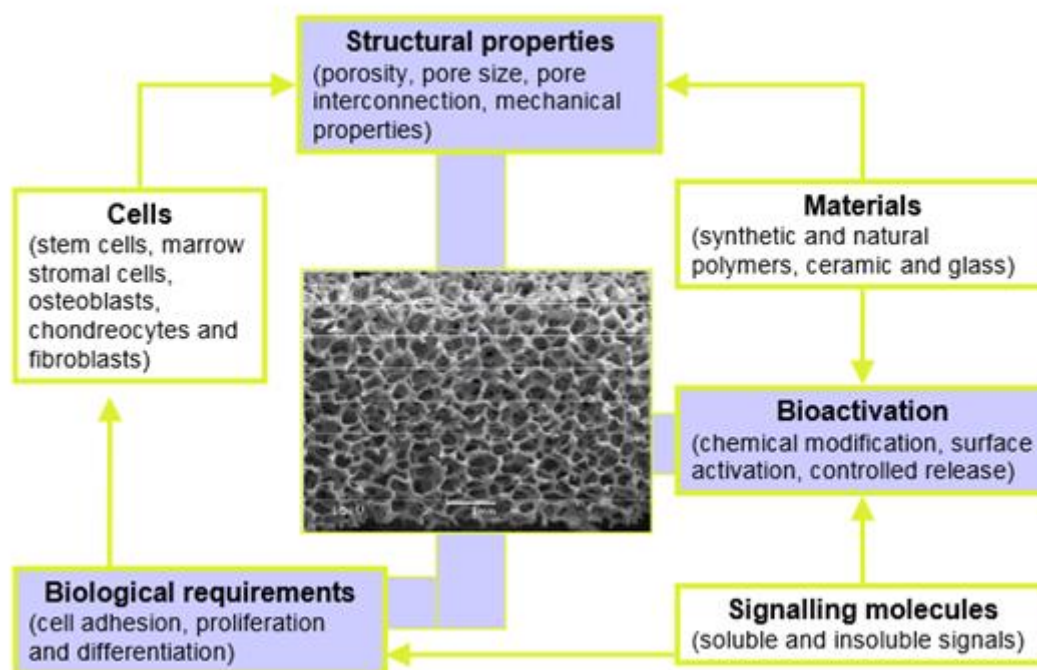 Structural properties
(porosity, pore size, pore
interconnection, mechanical
properties)
Cells
(stem cells, marrow
stromal cells,
osteoblasts,
chondreocytes and
fibroblasts)
Materials
(synthetic and natural
polymers, ceramic and glass)
Bioactivation
(chemical modification, surface
activation, controlled release)
Biological requirements
(cell adhesion, proliferation
and differentiation)
Signalling molecules
(soluble and insoluble signals)